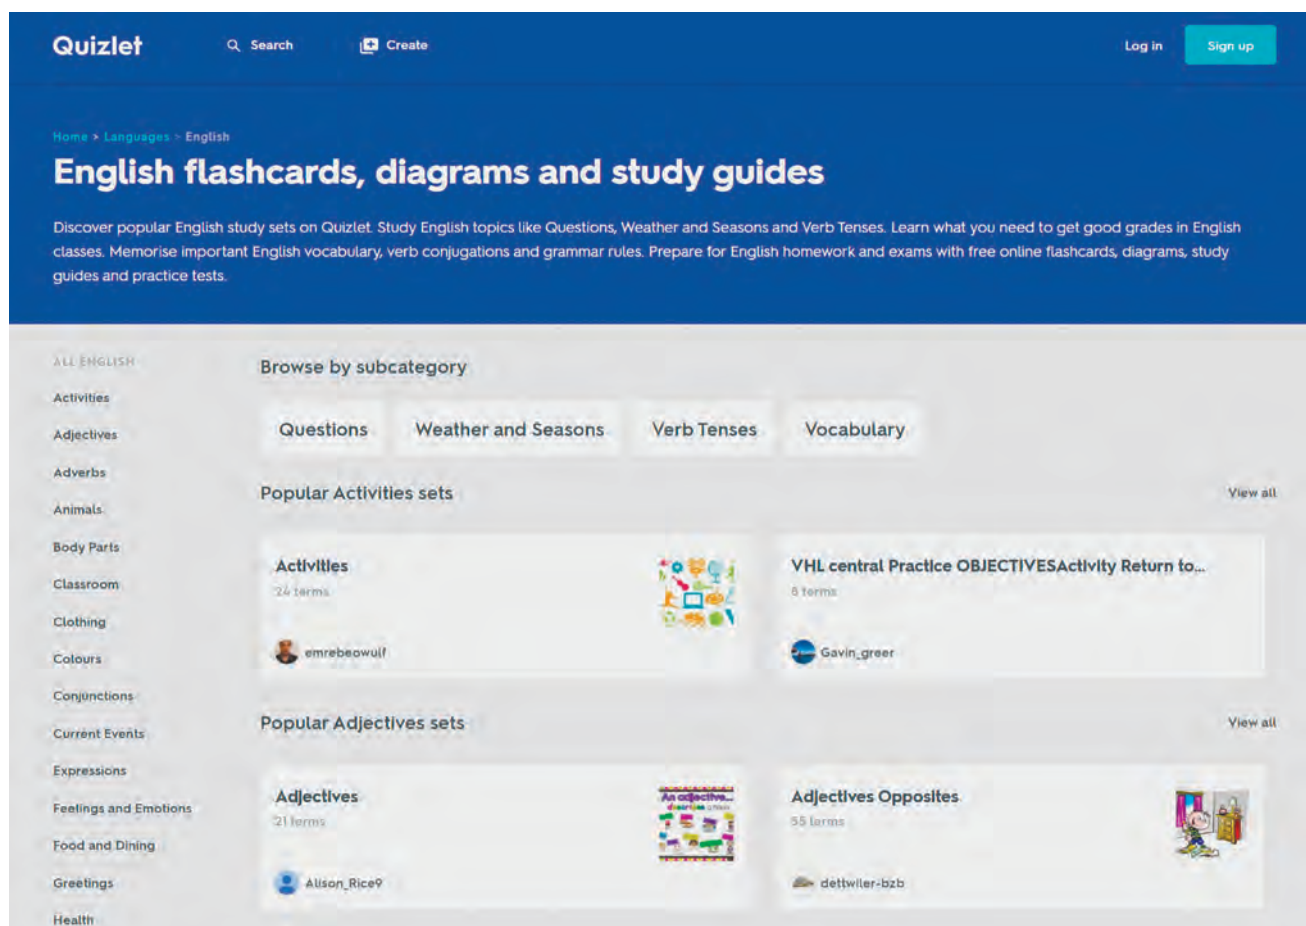 Quizlet Search Create Log in Sign up
Home > Languages > English
English flashcards, diagrams and study guides
Discover popular English study sets on Quizlet. Study English topics like Questions, Weather and Seasons and Verb Tenses. Learn what you need to get good grades in English
classes. Memorise important English vocabulary, verb conjugations and grammar rules. Prepare for English homework and exams with free online flashcards, diagrams, study
guides and practice tests.
ALL ENGLISH
Activities
Adjectives
Adverbs
Animals
Body Parts
Classroom
Clothing
Colours
Conjunctions
Current Events
Expressions
Feelings and Emotions
Food and Dining
Greetings
Health
Browse by subcategory
Questions Weather and Seasons Verb Tenses Vocabulary
Popular Activities sets View all
Activities
24 terms
emrebeowulf
VHL central Practice OBJECTIVESActivity Return to...
8 terms
Gavin_greer
Popular Adjectives sets View all
Adjectives
21 terms
An adjective...
Alison_Rice9
Adjectives Opposites
55 terms
dettwiler-bzb